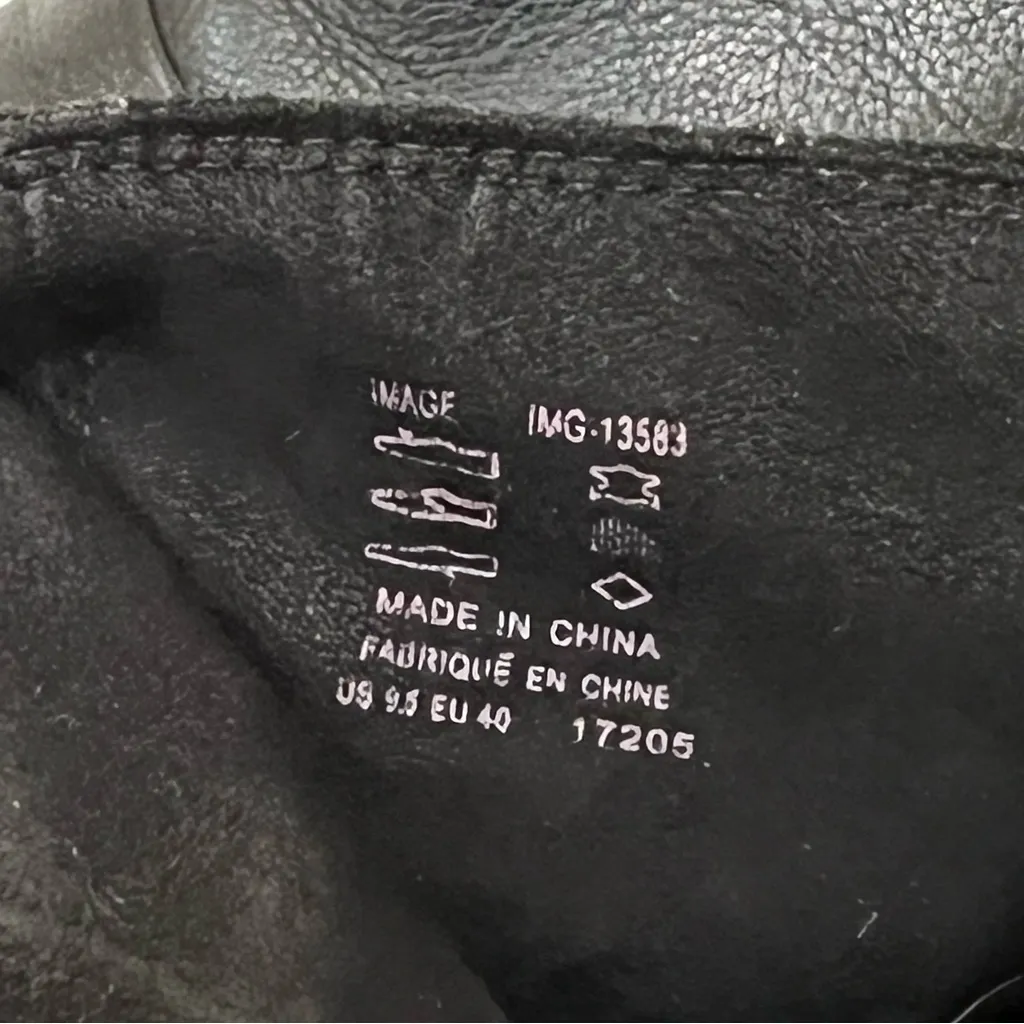 IMAGE IMG-13583
MADE IN CHINA
FABRIQUÉ EN CHINE
US 9.5 EU 40 17205